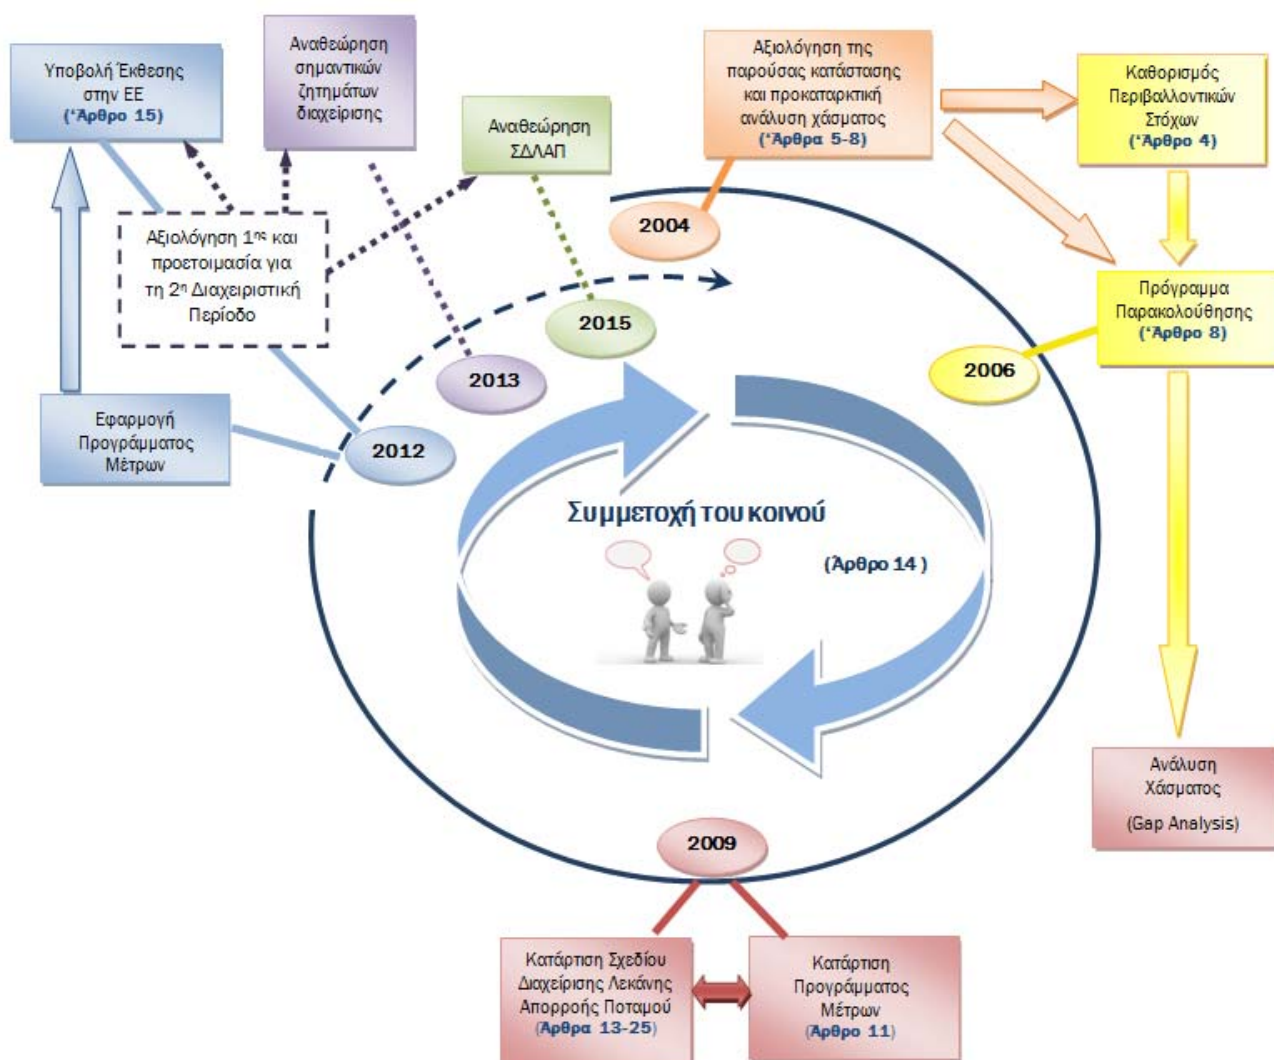 Υποβολή Έκθεσης
στην ΕΕ
(‘Άρθρο 15)
Αναθεώρηση
σημαντικών
ζητημάτων
διαχείρισης
Αναθεώρηση
ΣΔΛΑΠ
Αξιολόγηση της
παρούσας κατάστασης
και προκαταρκτική
ανάλυση χάσματος
(‘Άρθρα 5-8)
Καθορισμός
Περιβαλλοντικών
Στόχων
(‘Άρθρο 4)
Αξιολόγηση 1ης και
προετοιμασία για
τη 2η Διαχειριστική
Περίοδο
2004
2015
2013
2012
2006
Πρόγραμμα
Παρακολούθησης
(‘Άρθρο 8)
Εφαρμογή
Προγράμματος
Μέτρων
Συμμετοχή του κοινού
(Άρθρο 14 )
Ανάλυση
Χάσματος
(Gap Analysis)
2009
Κατάρτιση Σχεδίου
Διαχείρισης Λεκάνης
Απορροής Ποταμού
(Άρθρα 13-25)
Κατάρτιση
Προγράμματος
Μέτρων
(Άρθρο 11)